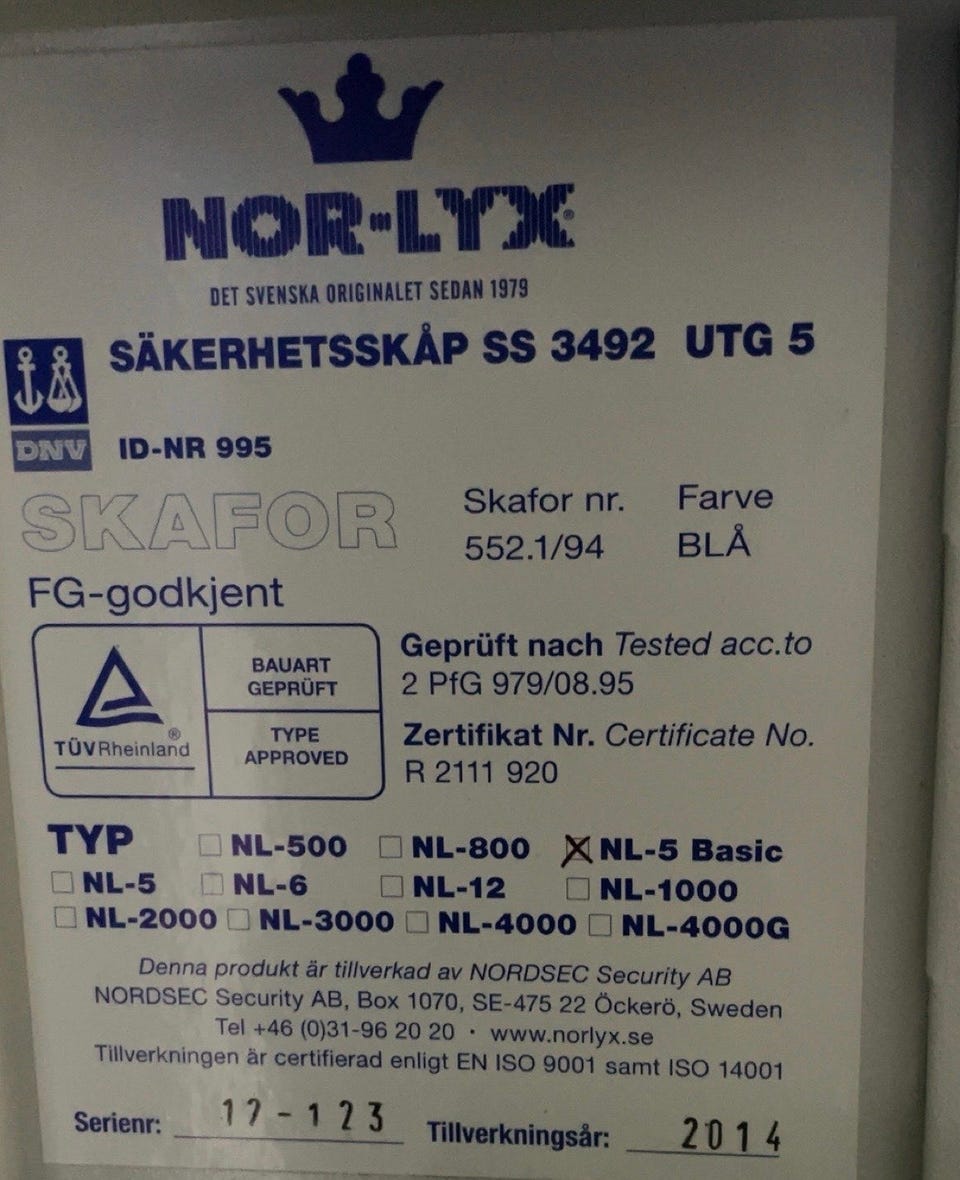 NOR-LYX®
DET SVENSKA ORIGINALET SEDAN 1979
SÄKERHETSSKÅP SS 3492 UTG 5
DNV
ID-NR 995
SKAFOR
Skafor nr. Farve
552.1/94 BLÅ
FG-godkjent
TÜVRheinland®
BAUART
GEPRÜFT
TYPE
APPROVED
Geprüft nach Tested acc.to
2 PfG 979/08.95
Zertifikat Nr. Certificate No.
R 2111 920
TYP ☐ NL-500 ☐ NL-800 ☒ NL-5 Basic
☐ NL-5 ☐ NL-6 ☐ NL-12 ☐ NL-1000
☐ NL-2000 ☐ NL-3000 ☐ NL-4000 ☐ NL-4000G
Denna produkt är tillverkad av NORDSEC Security AB
NORDSEC Security AB, Box 1070, SE-475 22 Öckerö, Sweden
Tel +46 (0)31-96 20 20 · www.norlyx.se
Tillverkningen är certifierad enligt EN ISO 9001 samt ISO 14001
Serienr: 17-123 Tillverkningsår: 2014